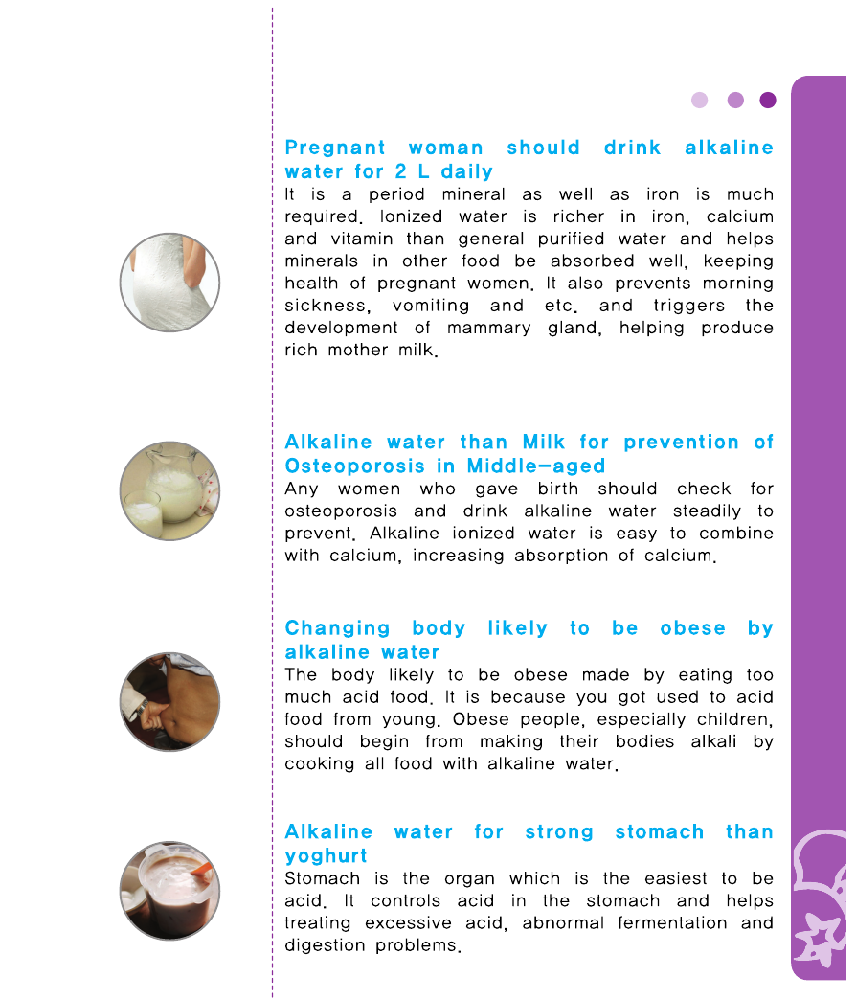 Pregnant woman should drink alkaline
water for 2 L daily
It is a period mineral as well as iron is much
required. Ionized water is richer in iron, calcium
and vitamin than general purified water and helps
minerals in other food be absorbed well, keeping
health of pregnant women. It also prevents morning
sickness, vomiting and etc. and triggers the
development of mammary gland, helping produce
rich mother milk.
Alkaline water than Milk for prevention of
Osteoporosis in Middle-aged
Any women who gave birth should check for
osteoporosis and drink alkaline water steadily to
prevent. Alkaline ionized water is easy to combine
with calcium, increasing absorption of calcium.
Changing body likely to be obese by
alkaline water
The body likely to be obese made by eating too
much acid food. It is because you got used to acid
food from young. Obese people, especially children,
should begin from making their bodies alkali by
cooking all food with alkaline water.
Alkaline water for strong stomach than
yoghurt
Stomach is the organ which is the easiest to be
acid. It controls acid in the stomach and helps
treating excessive acid, abnormal fermentation and
digestion problems.